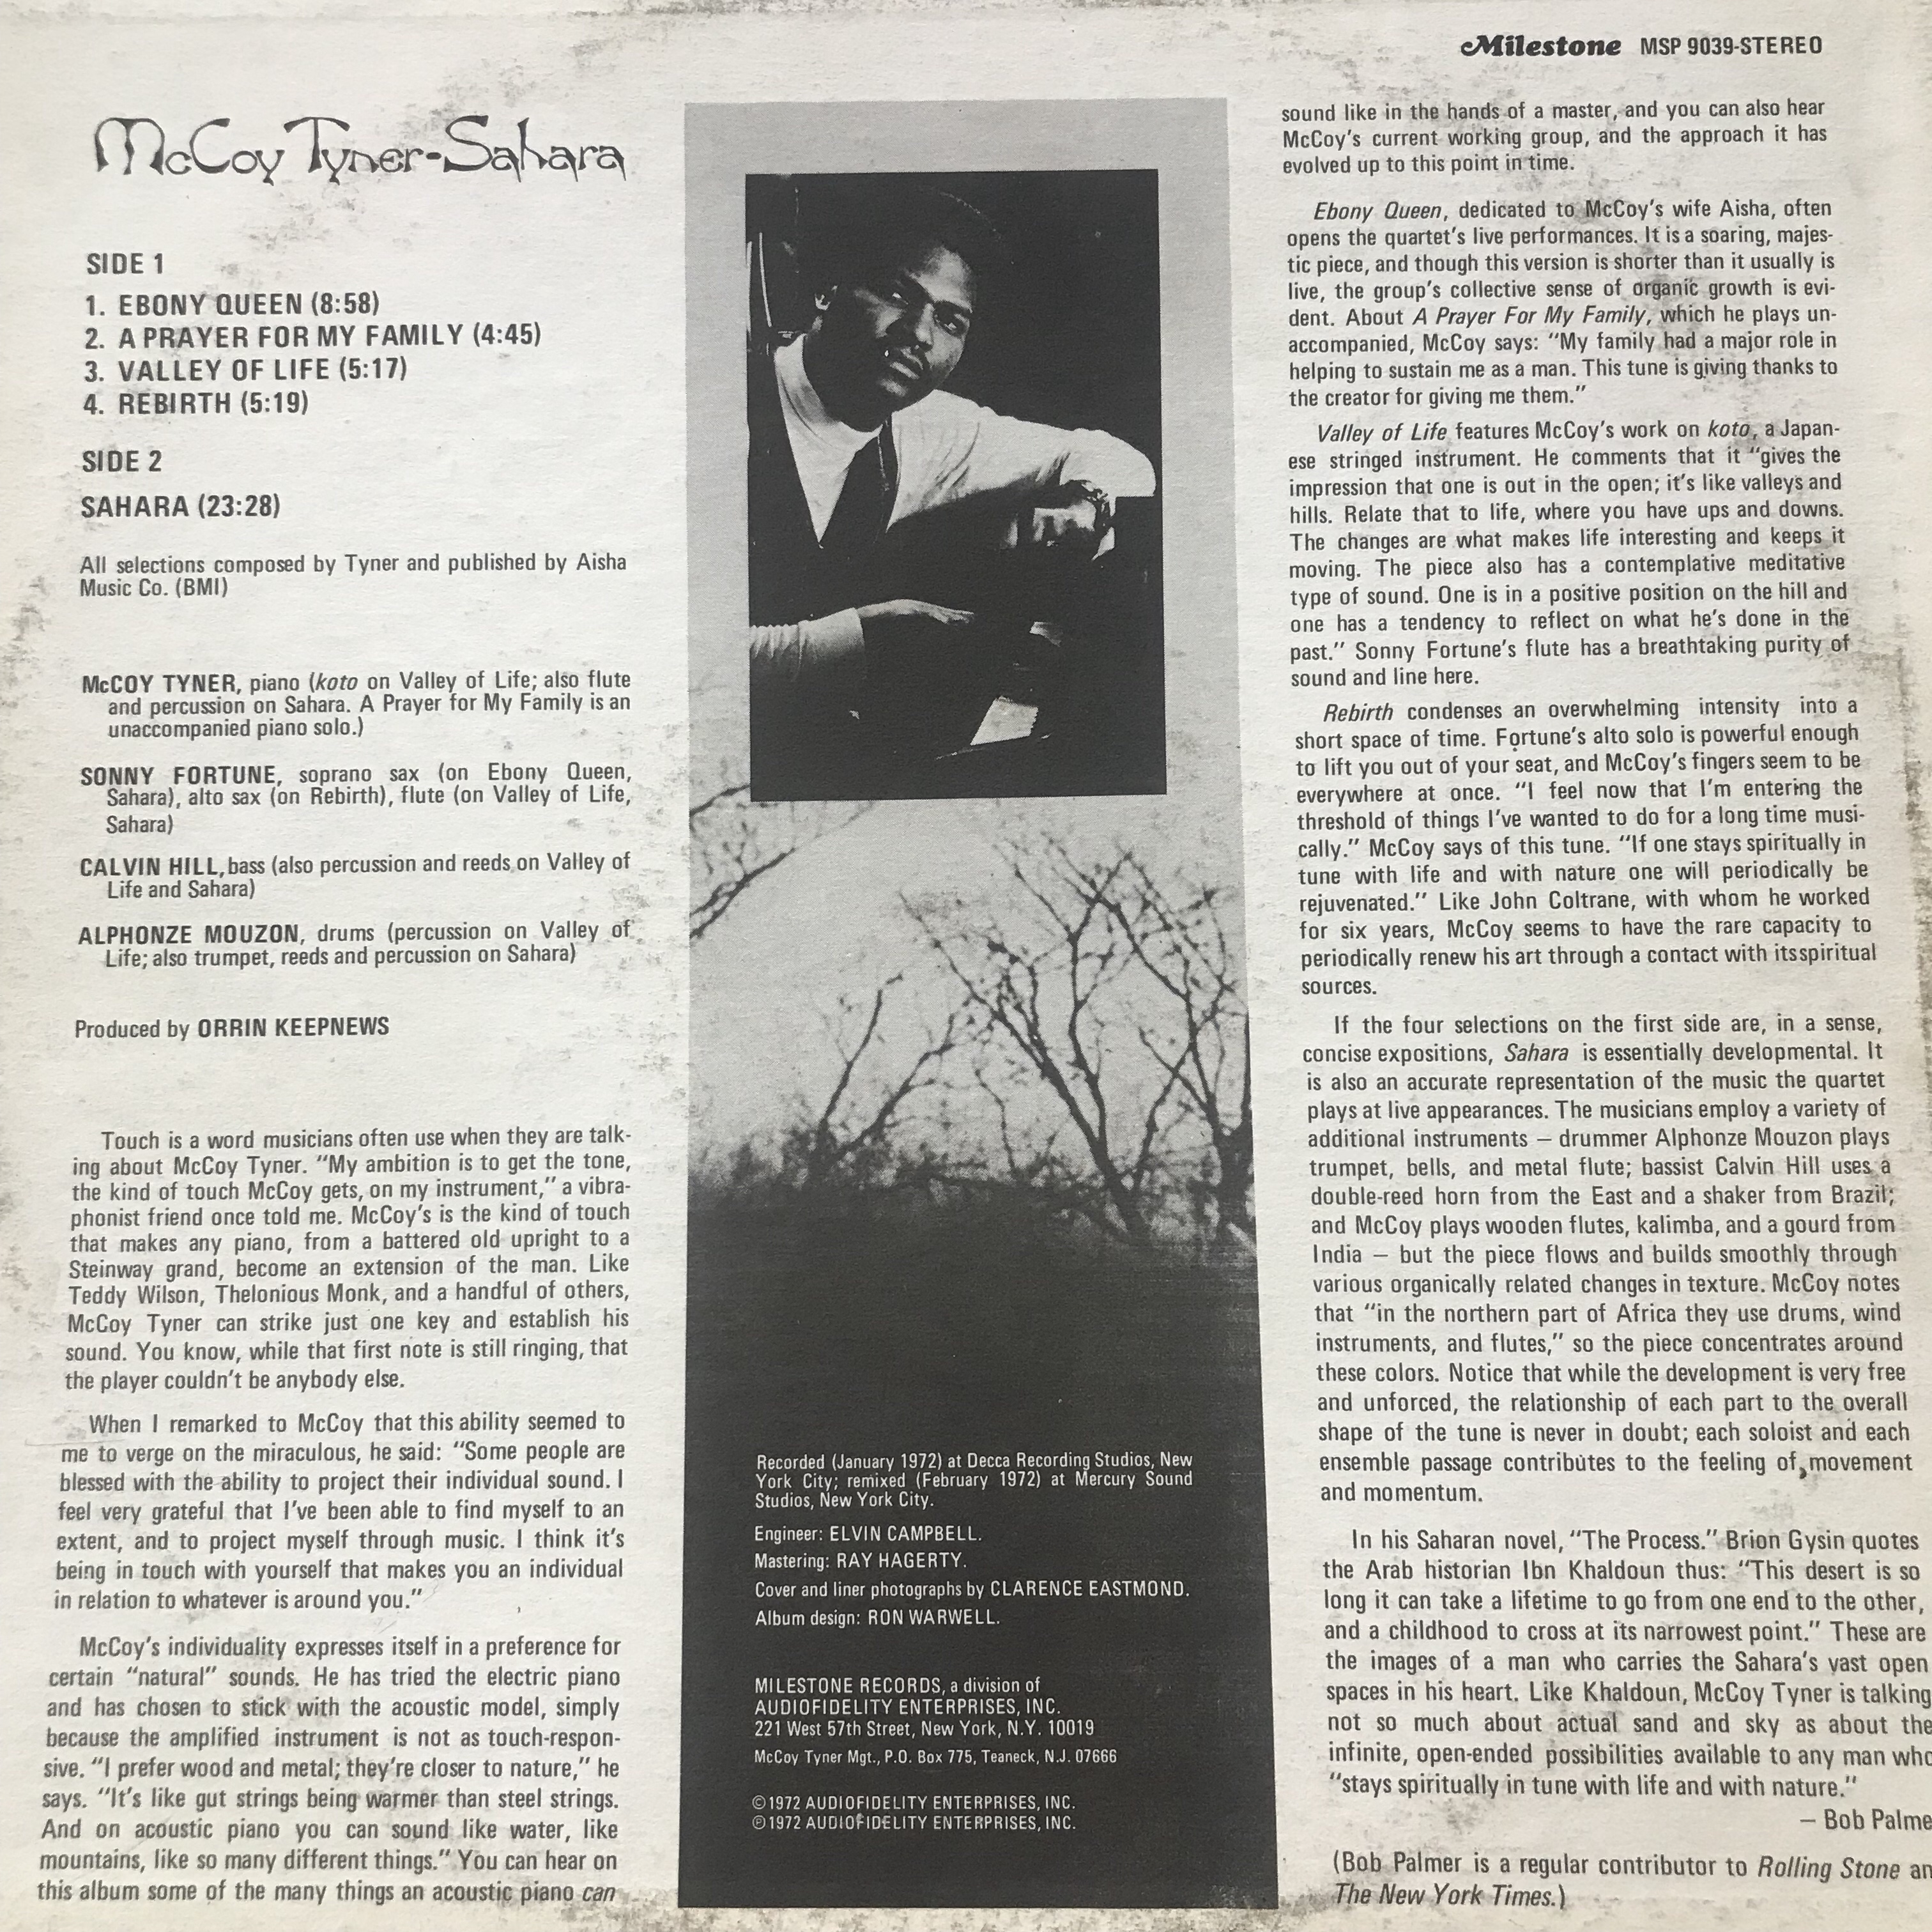 Milestone MSP 9039-STEREO
McCoy Tyner-Sahara
SIDE 1
1. EBONY QUEEN (8:58)
2. A PRAYER FOR MY FAMILY (4:45)
3. VALLEY OF LIFE (5:17)
4. REBIRTH (5:19)
SIDE 2
SAHARA (23:28)
All selections composed by Tyner and published by Aisha
Music Co. (BMI)
McCOY TYNER, piano (koto on Valley of Life; also flute
and percussion on Sahara. A Prayer for My Family is an
unaccompanied piano solo.)
SONNY FORTUNE, soprano sax (on Ebony Queen,
Sahara), alto sax (on Rebirth), flute (on Valley of Life,
Sahara)
CALVIN HILL, bass (also percussion and reeds on Valley of
Life and Sahara)
ALPHONZE MOUZON, drums (percussion on Valley of
Life; also trumpet, reeds and percussion on Sahara)
Produced by ORRIN KEEPNEWS
Touch is a word musicians often use when they are talk-
ing about McCoy Tyner. “My ambition is to get the tone,
the kind of touch McCoy gets, on my instrument,” a vibra-
phonist friend once told me. McCoy’s is the kind of touch
that makes any piano, from a battered old upright to a
Steinway grand, become an extension of the man. Like
Teddy Wilson, Thelonious Monk, and a handful of others,
McCoy Tyner can strike just one key and establish his
sound. You know, while that first note is still ringing, that
the player couldn’t be anybody else.
When I remarked to McCoy that this ability seemed to
me to verge on the miraculous, he said: “Some people are
blessed with the ability to project their individual sound. I
feel very grateful that I’ve been able to find myself to an
extent, and to project myself through music. I think it’s
being in touch with yourself that makes you an individual
in relation to whatever is around you.”
McCoy’s individuality expresses itself in a preference for
certain “natural” sounds. He has tried the electric piano
and has chosen to stick with the acoustic model, simply
because the amplified instrument is not as touch-respon-
sive. “I prefer wood and metal; they’re closer to nature,” he
says. “It’s like gut strings being warmer than steel strings.
And on acoustic piano you can sound like water, like
mountains, like so many different things.” You can hear on
this album some of the many things an acoustic piano can
Recorded (January 1972) at Decca Recording Studios, New
York City; remixed (February 1972) at Mercury Sound
Studios, New York City.
Engineer: ELVIN CAMPBELL.
Mastering: RAY HAGERTY.
Cover and liner photographs by CLARENCE EASTMOND.
Album design: RON WARWELL.
MILESTONE RECORDS, a division of
AUDIOFIDELITY ENTERPRISES, INC.
221 West 57th Street, New York, N.Y. 10019
McCoy Tyner Mgt., P.O. Box 775, Teaneck, N.J. 07666
©1972 AUDIOFIDELITY ENTERPRISES, INC.
℗1972 AUDIOFIDELITY ENTERPRISES, INC.
sound like in the hands of a master, and you can also hear
McCoy’s current working group, and the approach it has
evolved up to this point in time.
Ebony Queen, dedicated to McCoy’s wife Aisha, often
opens the quartet’s live performances. It is a soaring, majes-
tic piece, and though this version is shorter than it usually is
live, the group’s collective sense of organic growth is evi-
dent. About A Prayer For My Family, which he plays un-
accompanied, McCoy says: “My family had a major role in
helping to sustain me as a man. This tune is giving thanks to
the creator for giving me them.”
Valley of Life features McCoy’s work on koto, a Japan-
ese stringed instrument. He comments that it “gives the
impression that one is out in the open; it’s like valleys and
hills. Relate that to life, where you have ups and downs.
The changes are what makes life interesting and keeps it
moving. The piece also has a contemplative meditative
type of sound. One is in a positive position on the hill and
one has a tendency to reflect on what he’s done in the
past.” Sonny Fortune’s flute has a breathtaking purity of
sound and line here.
Rebirth condenses an overwhelming intensity into a
short space of time. Fortune’s alto solo is powerful enough
to lift you out of your seat, and McCoy’s fingers seem to be
everywhere at once. “I feel now that I’m entering the
threshold of things I’ve wanted to do for a long time musi-
cally.” McCoy says of this tune. “If one stays spiritually in
tune with life and with nature one will periodically be
rejuvenated.” Like John Coltrane, with whom he worked
for six years, McCoy seems to have the rare capacity to
periodically renew his art through a contact with itsspiritual
sources.
If the four selections on the first side are, in a sense,
concise expositions, Sahara is essentially developmental. It
is also an accurate representation of the music the quartet
plays at live appearances. The musicians employ a variety of
additional instruments — drummer Alphonze Mouzon plays
trumpet, bells, and metal flute; bassist Calvin Hill uses a
double-reed horn from the East and a shaker from Brazil;
and McCoy plays wooden flutes, kalimba, and a gourd from
India — but the piece flows and builds smoothly through
various organically related changes in texture. McCoy notes
that “in the northern part of Africa they use drums, wind
instruments, and flutes,” so the piece concentrates around
these colors. Notice that while the development is very free
and unforced, the relationship of each part to the overall
shape of the tune is never in doubt; each soloist and each
ensemble passage contributes to the feeling of movement
and momentum.
In his Saharan novel, “The Process.” Brion Gysin quotes
the Arab historian Ibn Khaldoun thus: “This desert is so
long it can take a lifetime to go from one end to the other,
and a childhood to cross at its narrowest point.” These are
the images of a man who carries the Sahara’s vast open
spaces in his heart. Like Khaldoun, McCoy Tyner is talking
not so much about actual sand and sky as about the
infinite, open-ended possibilities available to any man who
“stays spiritually in tune with life and with nature.”
— Bob Palme
(Bob Palmer is a regular contributor to Rolling Stone an
The New York Times.)